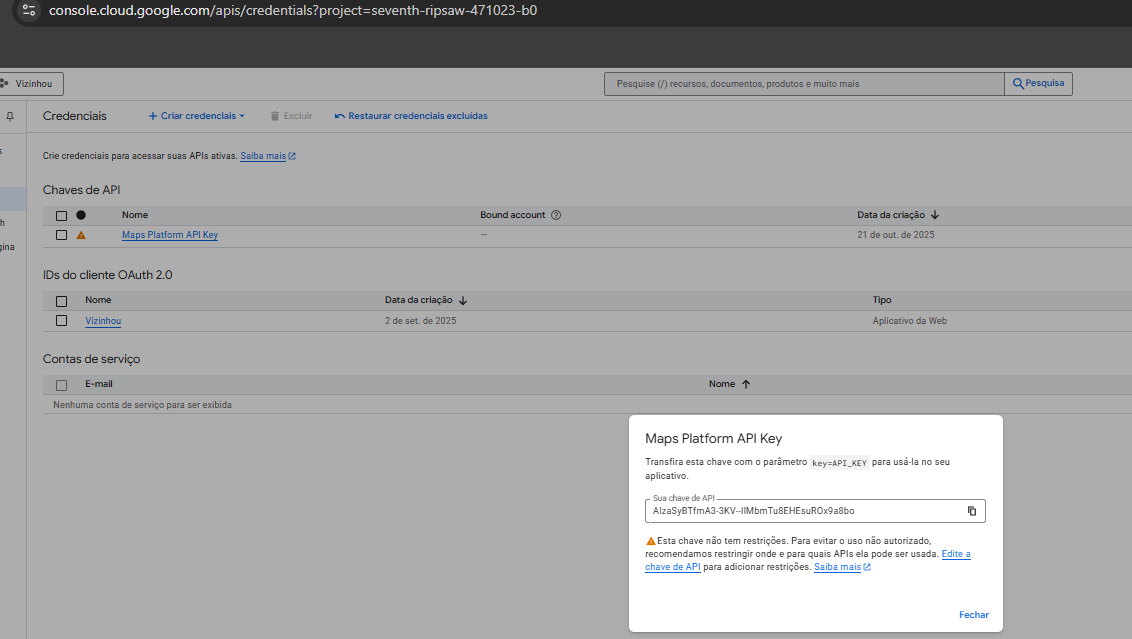 console.cloud.google.com/apis/credentials?project=seventh-ripsaw-471023-b0
Vizinhou
Pesquise (/) recursos, documentos, produtos e muito mais
Pesquisa
Credenciais
Criar credenciais
Excluir
Restaurar credenciais excluídas
s
Crie credenciais para acessar suas APIs ativas. Saiba mais
Chaves de API
Nome
Bound account
Data da criação
h
Maps Platform API Key
—
21 de out. de 2025
gina
IDs do cliente OAuth 2.0
Nome
Data da criação
Tipo
Vizinhou
2 de set. de 2025
Aplicativo da Web
Contas de serviço
E-mail
Nome
Nenhuma conta de serviço para ser exibida
Maps Platform API Key
Transfira esta chave com o parâmetro key=API_KEY para usá-la no seu
aplicativo.
Sua chave de API
Esta chave não tem restrições. Para evitar o uso não autorizado,
recomendamos restringir onde e para quais APIs ela pode ser usada. Edite a
chave de API para adicionar restrições. Saiba mais
Fechar